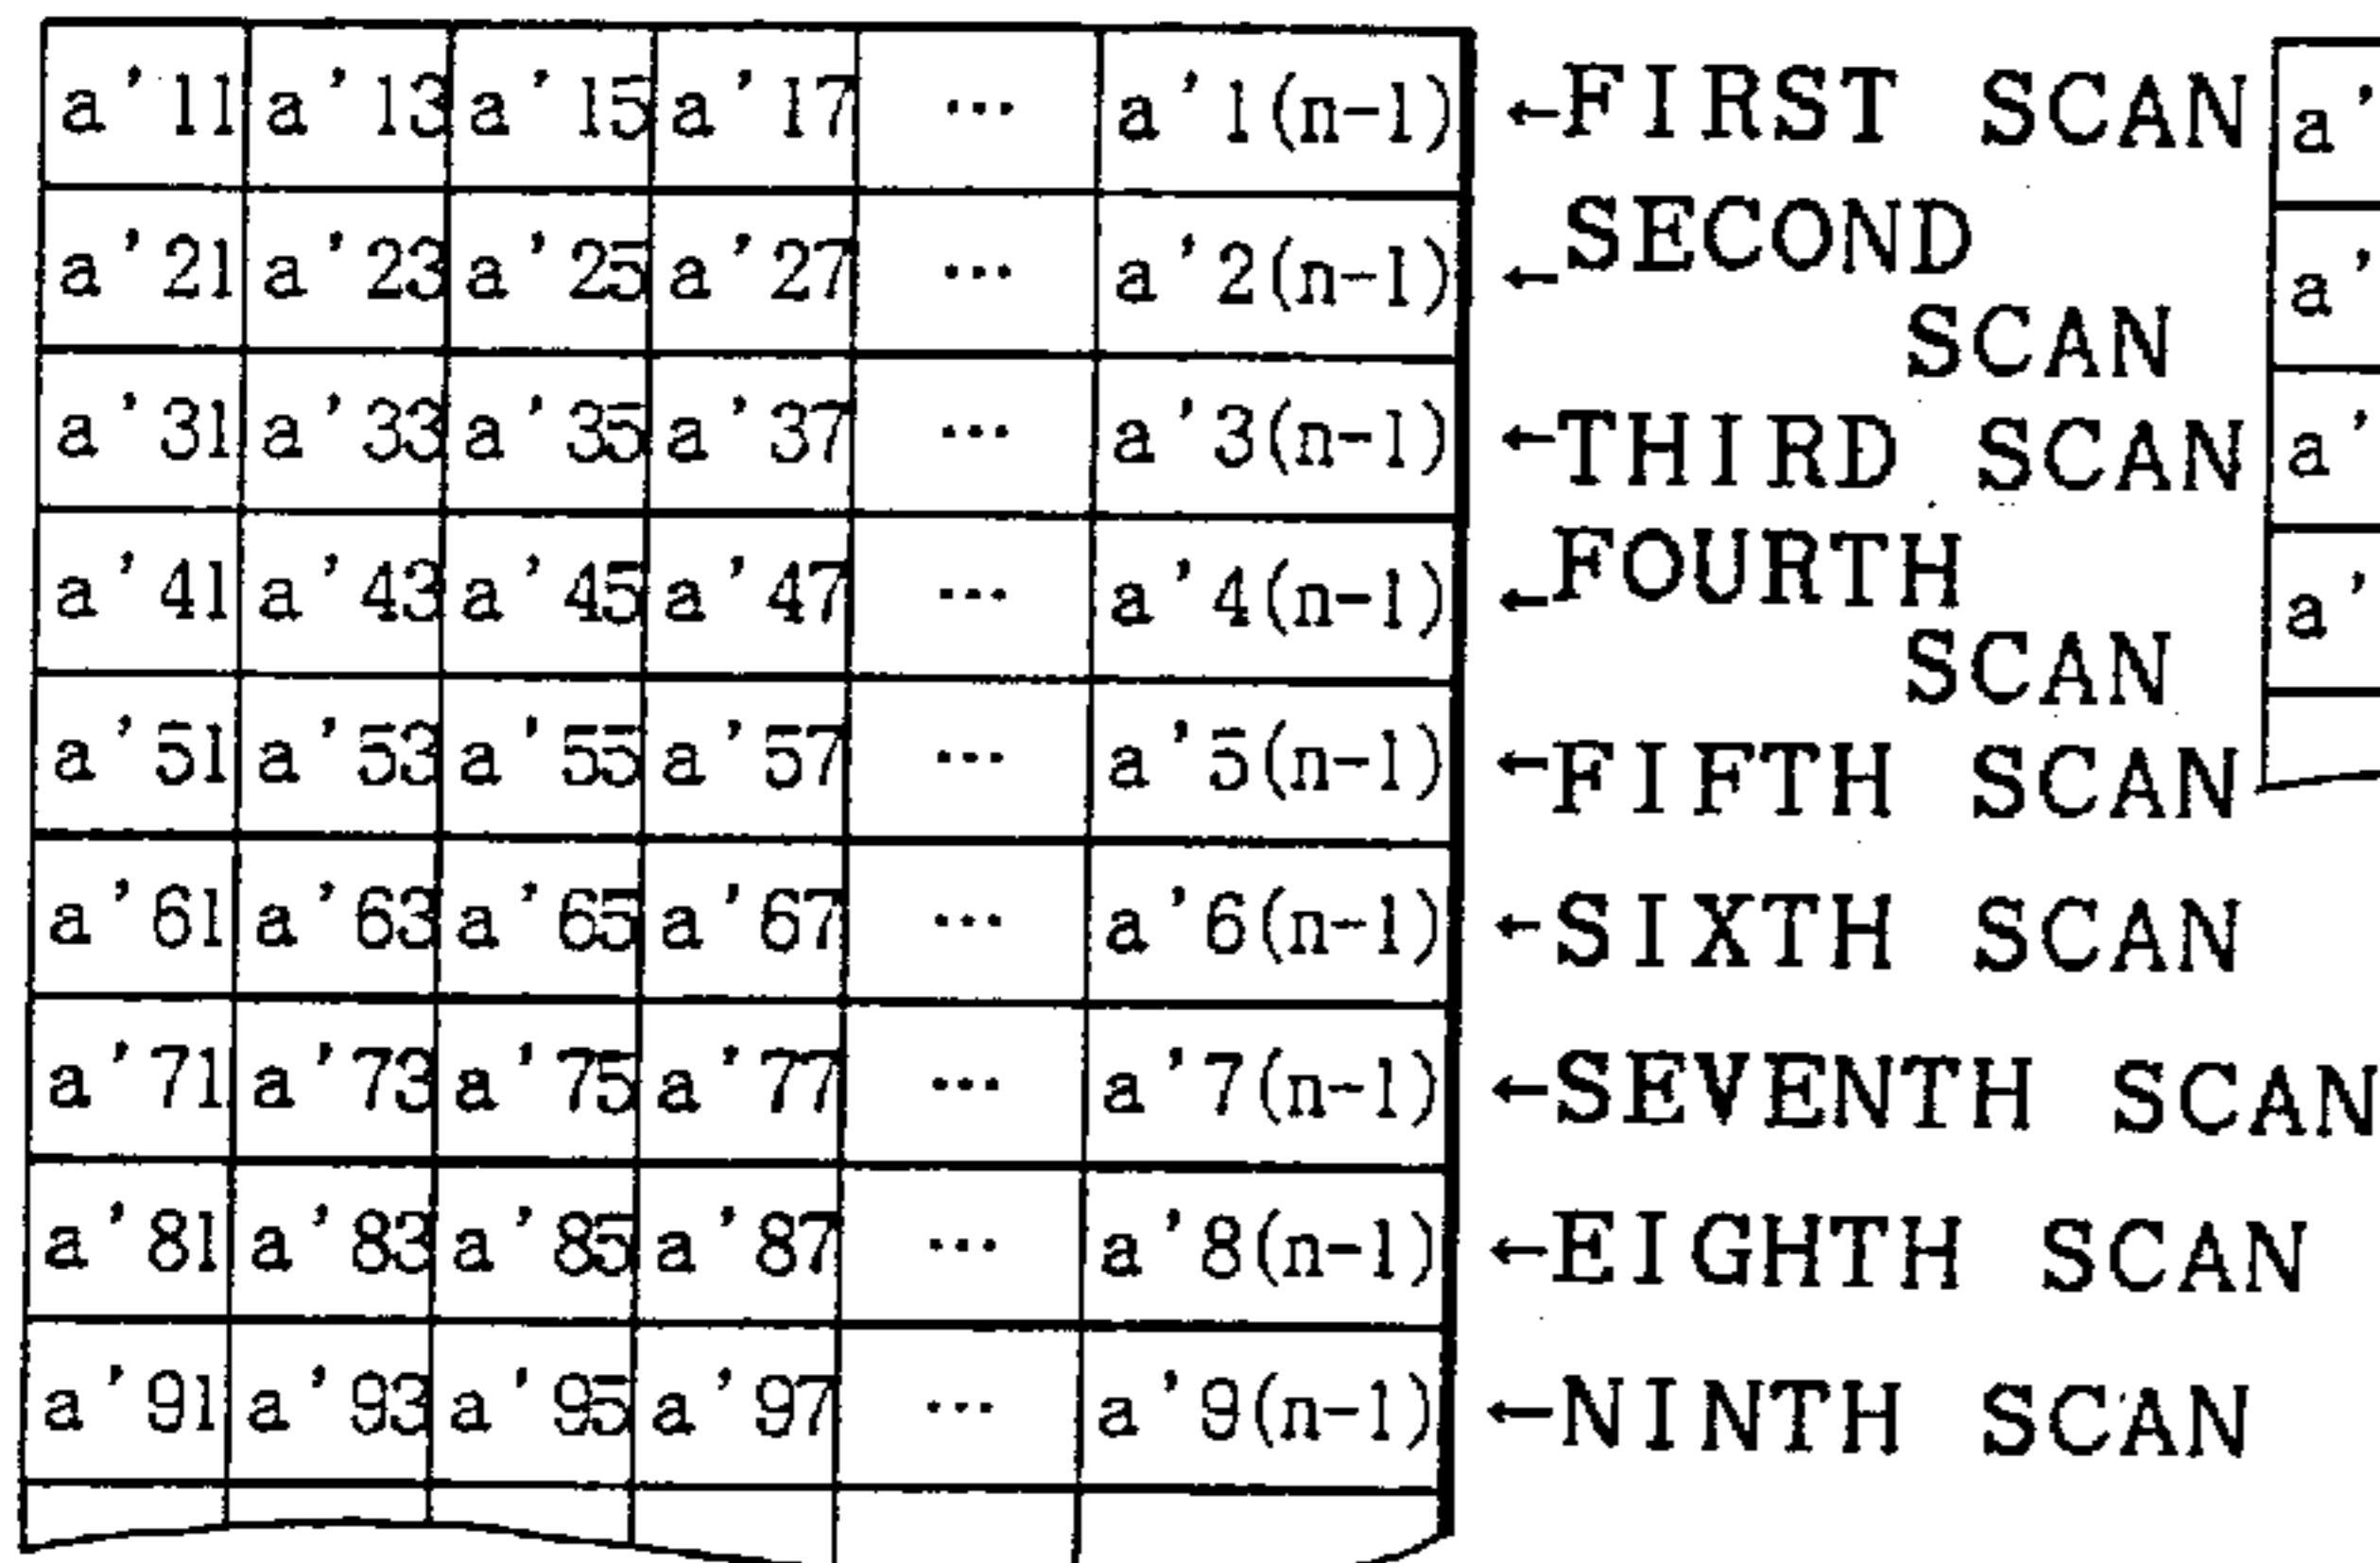 a'11 a'13 a'15 a'17 ... a'1(n-1) ←FIRST SCAN a'
a'21 a'23 a'25 a'27 ... a'2(n-1) ←SECOND SCAN a'
a'31 a'33 a'35 a'37 ... a'3(n-1) ←THIRD SCAN a'
a'41 a'43 a'45 a'47 ... a'4(n-1) ←FOURTH SCAN a'
a'51 a'53 a'55 a'57 ... a'5(n-1) ←FIFTH SCAN
a'61 a'63 a'65 a'67 ... a'6(n-1) ←SIXTH SCAN
a'71 a'73 a'75 a'77 ... a'7(n-1) ←SEVENTH SCAN
a'81 a'83 a'85 a'87 ... a'8(n-1) ←EIGHTH SCAN
a'91 a'93 a'95 a'97 ... a'9(n-1) ←NINTH SCAN